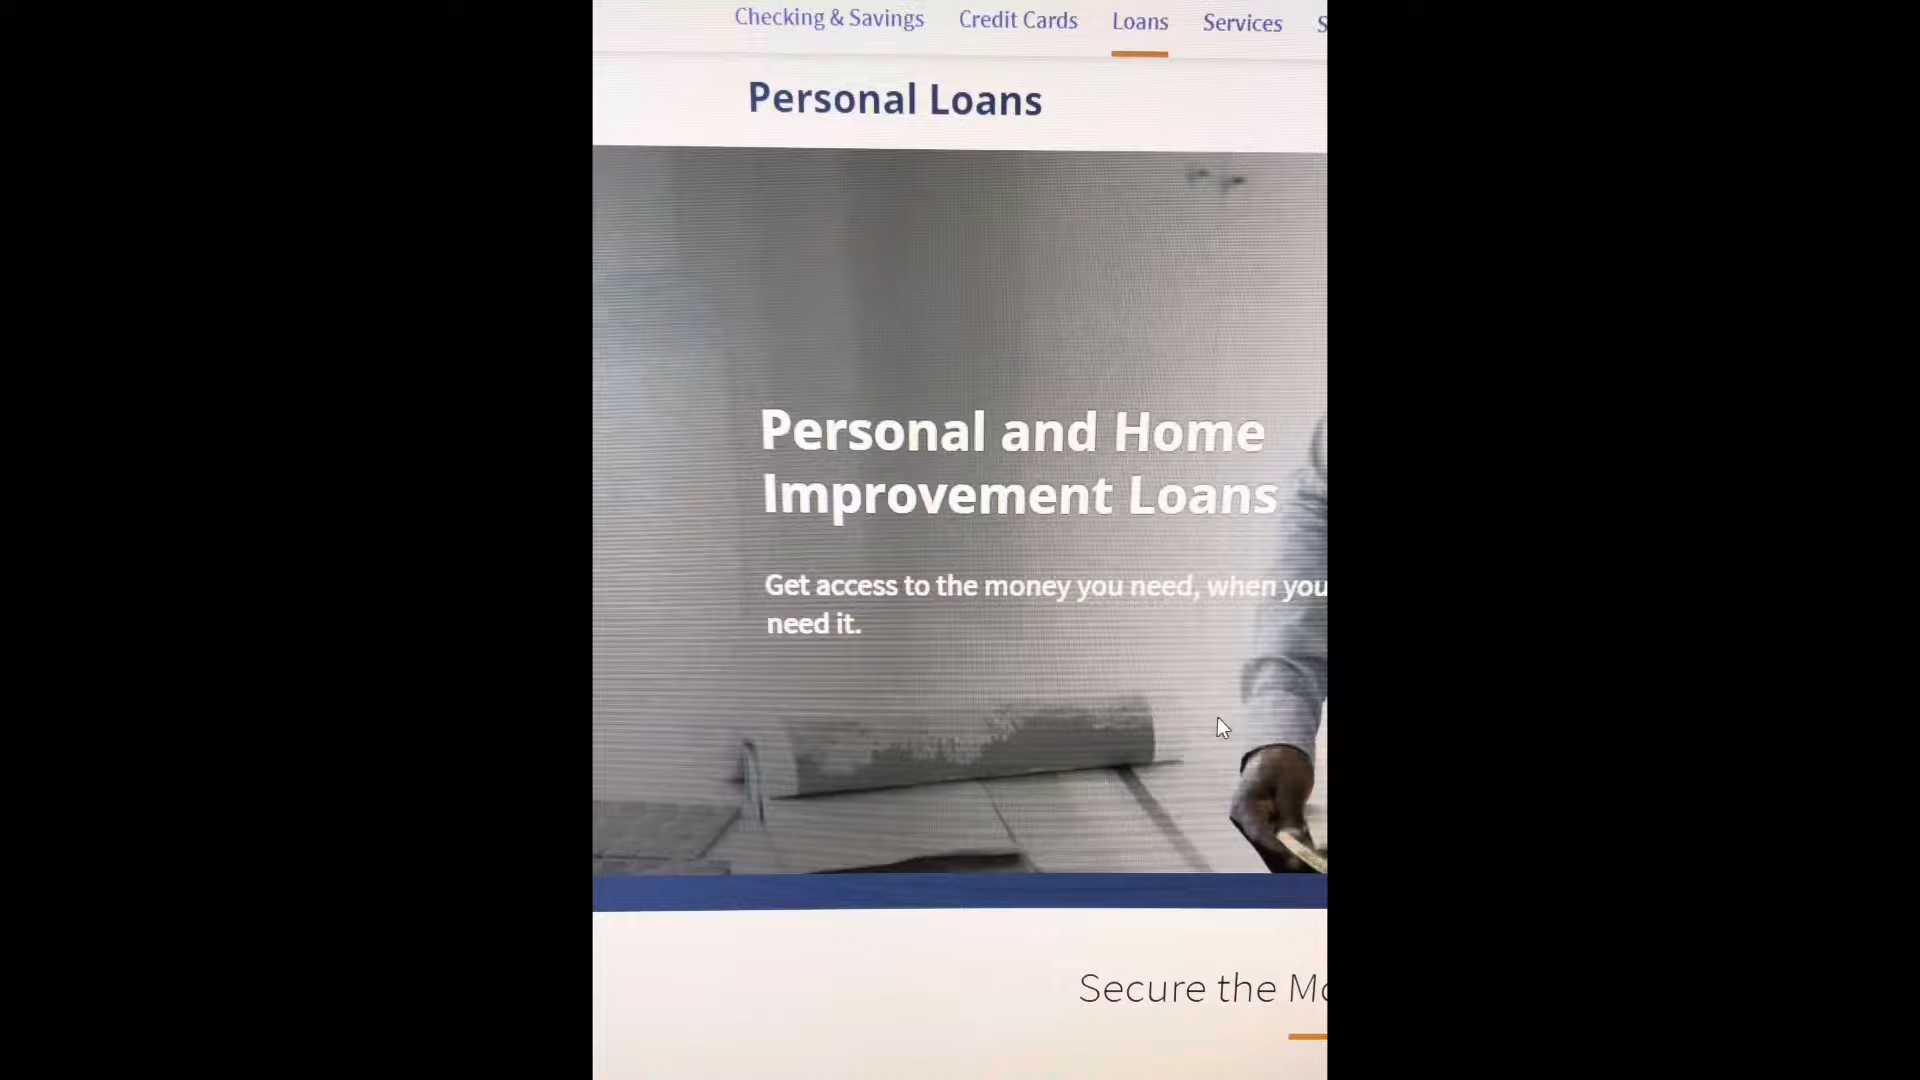 Checking & Savings Credit Cards Loans Services S
Personal Loans
Personal and Home
Improvement Loans
Get access to the money you need, when you
need it.
Secure the Mo